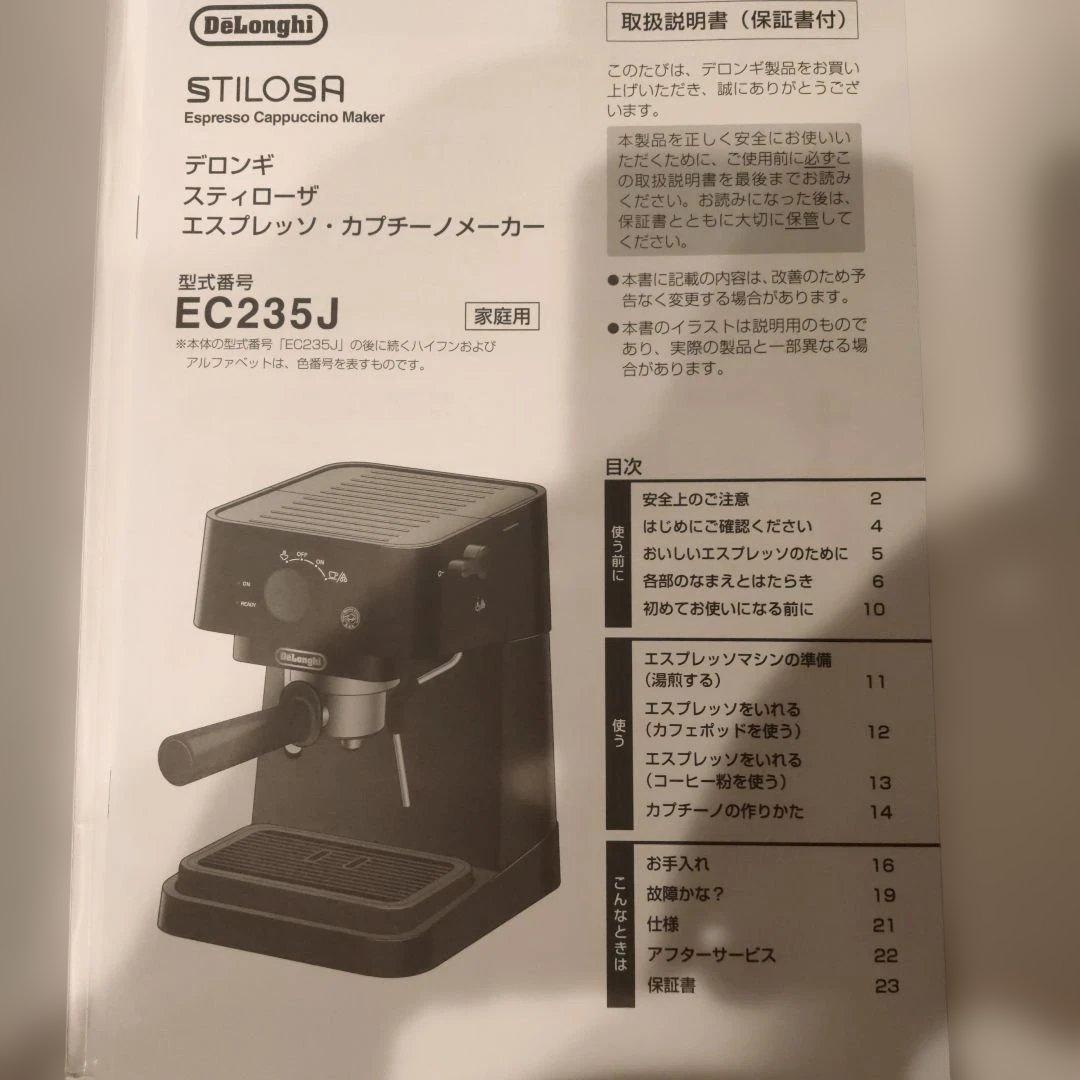 DeLonghi
STILOSA
Espresso Cappuccino Maker
デロンギ
スティローザ
エスプレッソ・カプチーノメーカー
型式番号
EC235J
家庭用
※本体の型式番号「EC235J」の後に続くハイフンおよび
アルファベットは、色番号を表すものです。
OFF
ON
ON
READY
DeLonghi
取扱説明書（保証書付）
このたびは、デロンギ製品をお買い
上げいただき、誠にありがとうござ
います。
本製品を正しく安全にお使いい
ただくために、ご使用前に必ずこ
の取扱説明書を最後までお読み
ください。お読みになった後は、
保証書とともに大切に保管して
ください。
●本書に記載の内容は、改善のため予
告なく変更する場合があります。
●本書のイラストは説明用のもので
あり、実際の製品と一部異なる場
合があります。
目次
使う前に
安全上のご注意 2
はじめにご確認ください 4
おいしいエスプレッソのために 5
各部のなまえとはたらき 6
初めてお使いになる前に 10
使う
エスプレッソマシンの準備
（湯煎する） 11
エスプレッソをいれる
（カフェポッドを使う） 12
エスプレッソをいれる
（コーヒー粉を使う） 13
カプチーノの作りかた 14
こんなときは
お手入れ 16
故障かな？ 19
仕様 21
アフターサービス 22
保証書 23